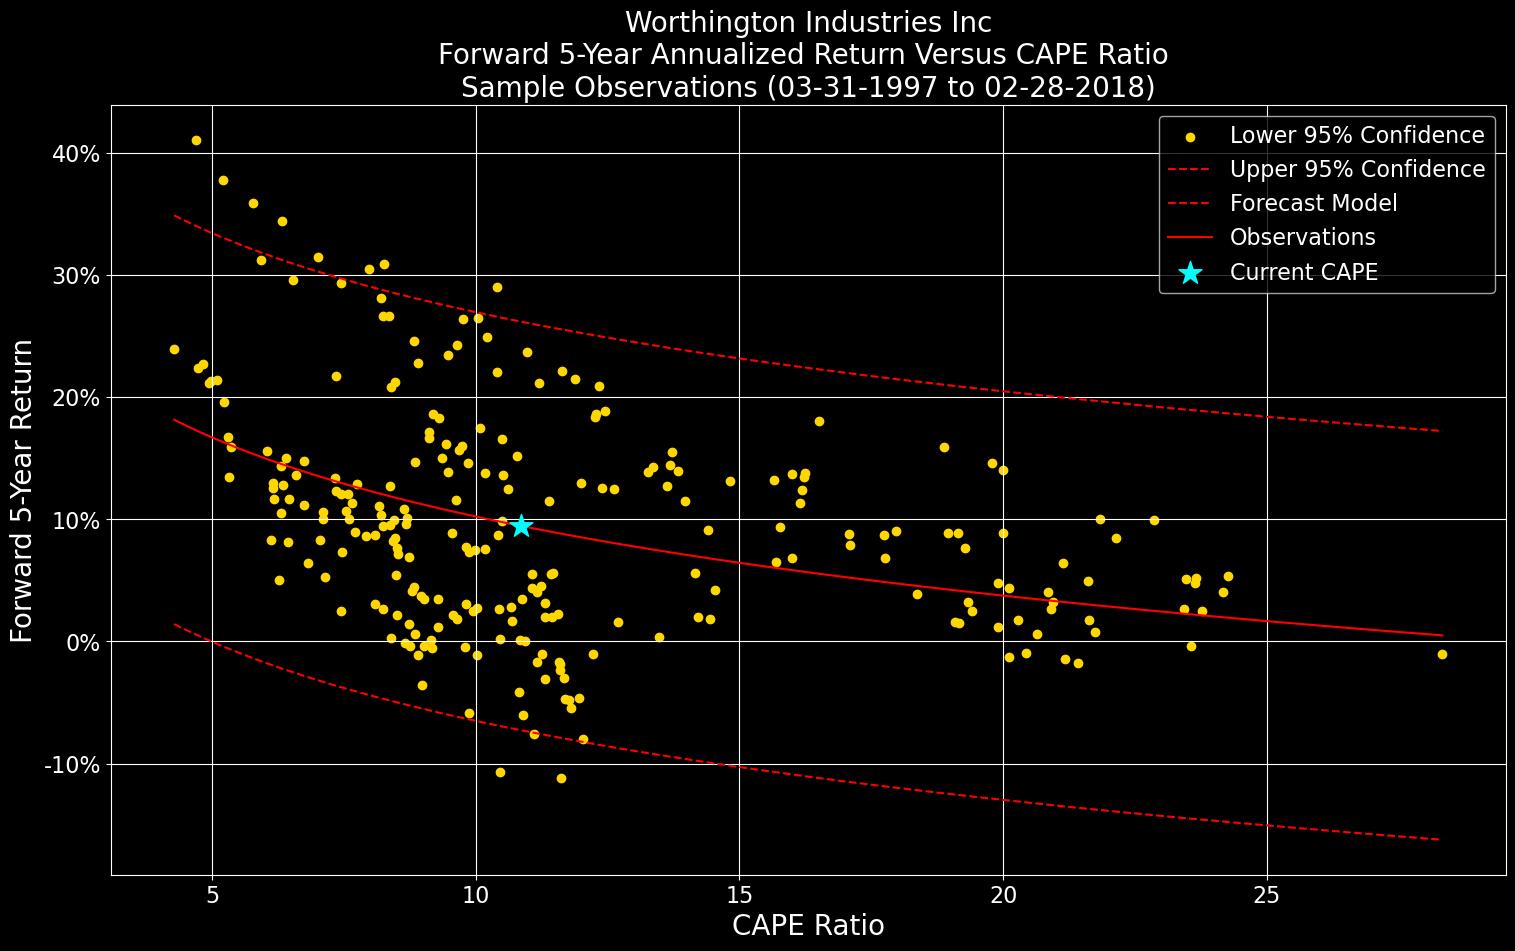 Worthington Industries Inc
Forward 5-Year Annualized Return Versus CAPE Ratio
Sample Observations (03-31-1997 to 02-28-2018)
Lower 95% Confidence
Upper 95% Confidence
Forecast Model
Observations
Current CAPE
Forward 5-Year Return
40%
30%
20%
10%
0%
-10%
5
10
15
20
25
CAPE Ratio